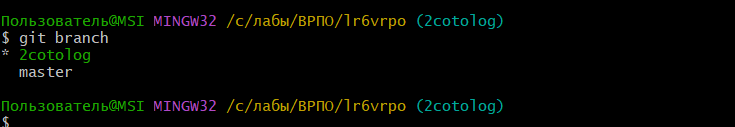 Пользователь@MSI MINGW32 /c/лабы/ВРПО/lr6vrpo (2cotolog)
$ git branch
* 2cotolog
  master

Пользователь@MSI MINGW32 /c/лабы/ВРПО/lr6vrpo (2cotolog)
$